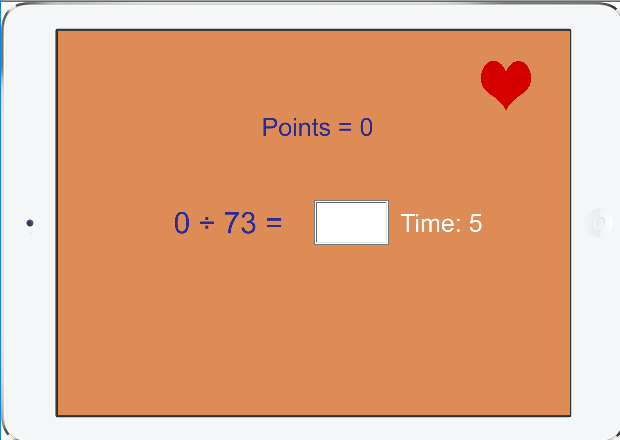 Points = 0
0 ÷ 73 =
Time: 5